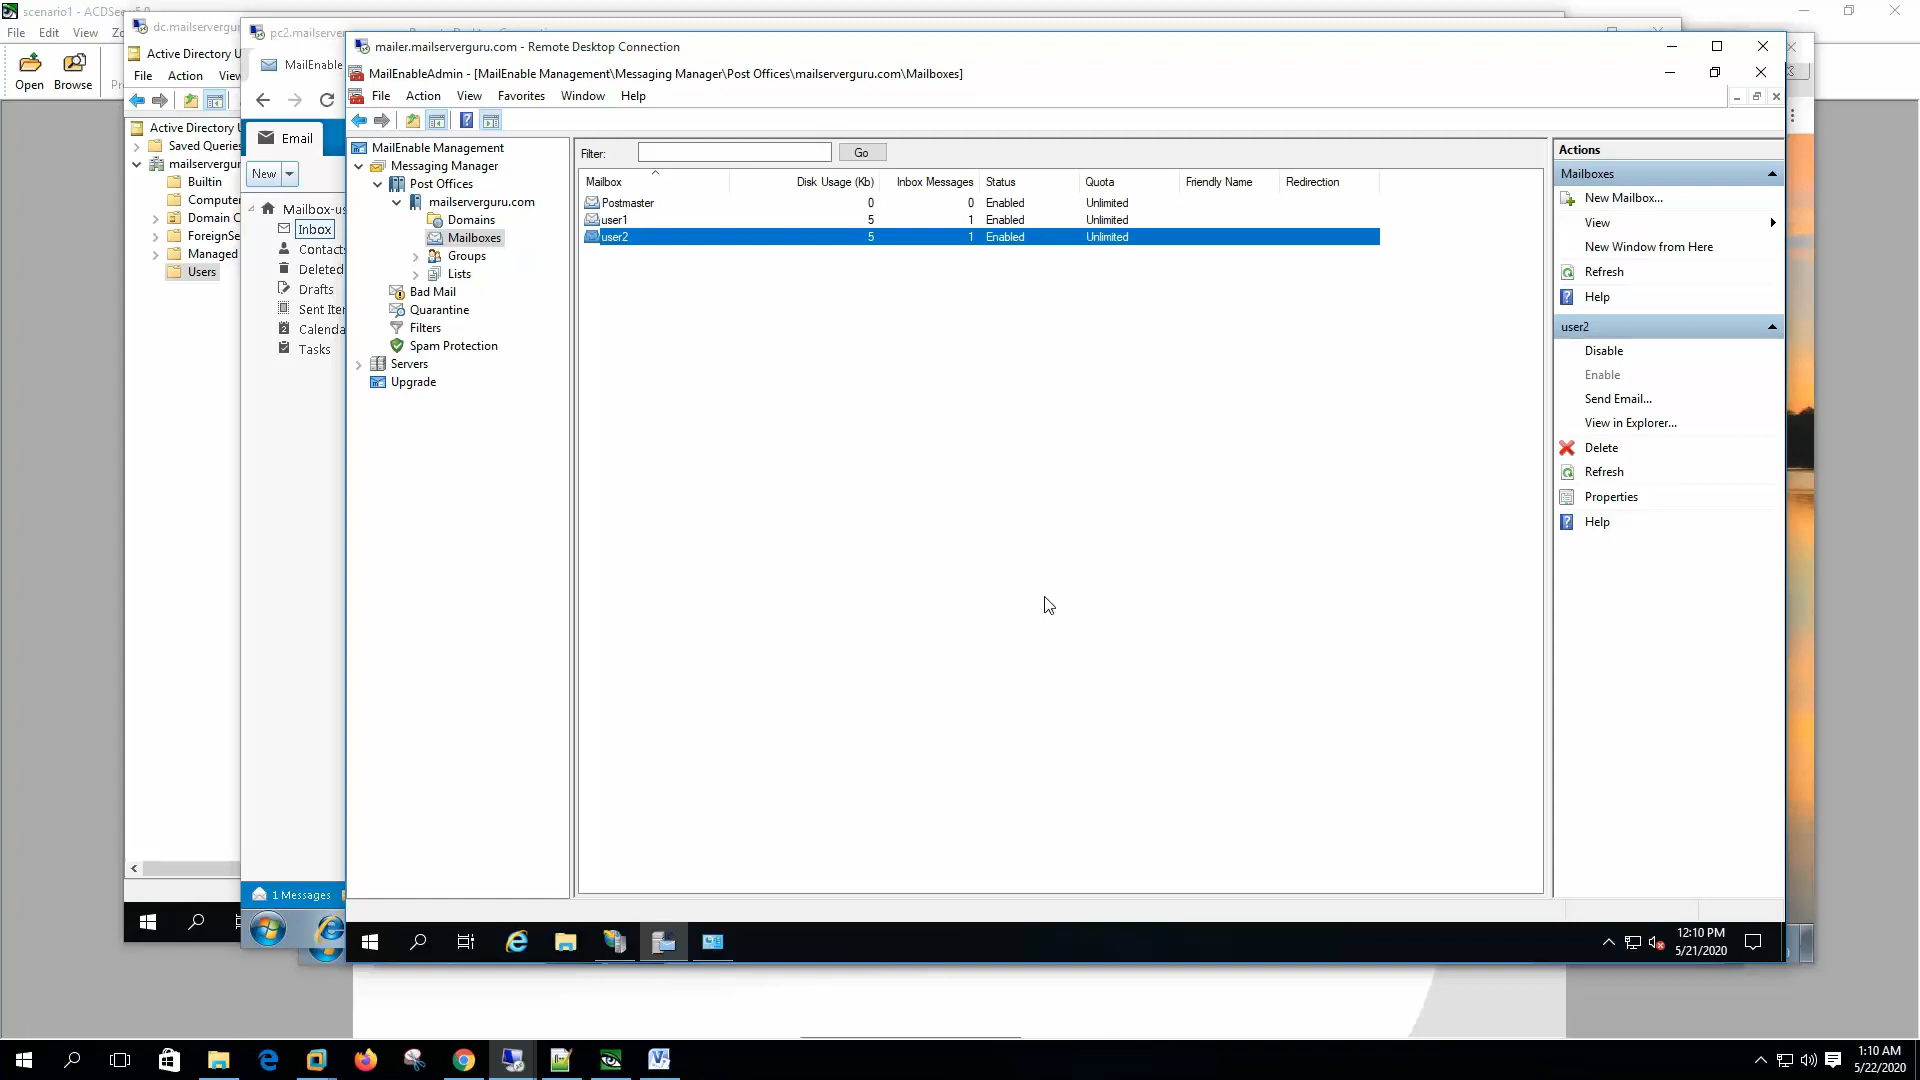 scenario1 - ACDSee v5.0
File Edit View Zo
Open Browse
dc.mailservergu
Active Directory U
File Action View
Active Directory U
Saved Queries
mailservergur
Builtin
Computer
Domain C
ForeignSe
Managed
Users
pc2.mailserver
MailEnable
Email
New
Mailbox-us
Inbox
Contacts
Deleted
Drafts
Sent Iter
Calenda
Tasks
1 Messages
mailer.mailserverguru.com - Remote Desktop Connection
MailEnableAdmin - [MailEnable Management\Messaging Manager\Post Offices\mailserverguru.com\Mailboxes]
File Action View Favorites Window Help
MailEnable Management
Messaging Manager
Post Offices
mailserverguru.com
Domains
Mailboxes
Groups
Lists
Bad Mail
Quarantine
Filters
Spam Protection
Servers
Upgrade
Filter: Go
Mailbox Disk Usage (Kb) Inbox Messages Status Quota Friendly Name Redirection
Postmaster 0 0 Enabled Unlimited
user1 5 1 Enabled Unlimited
user2 5 1 Enabled Unlimited
Actions
Mailboxes
New Mailbox...
View
New Window from Here
Refresh
Help
user2
Disable
Enable
Send Email...
View in Explorer...
Delete
Refresh
Properties
Help
12:10 PM
5/21/2020
1:10 AM
5/22/2020